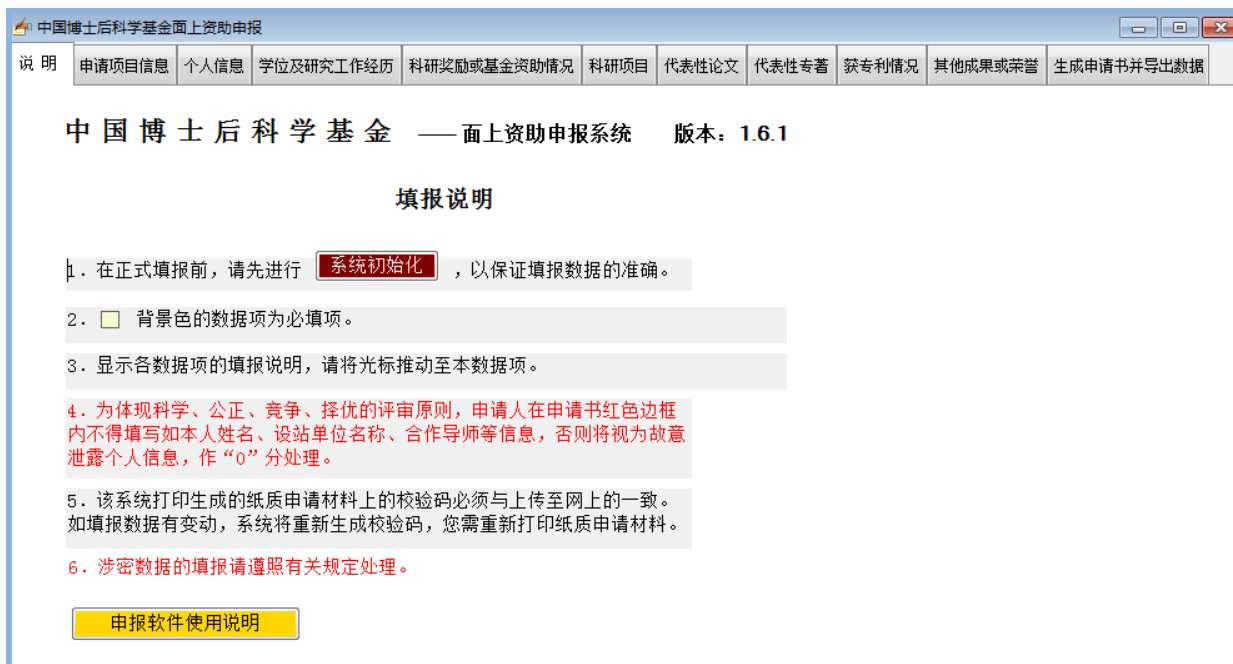 中国博士后科学基金面上资助申报
说 明 申请项目信息 个人信息 学位及研究工作经历 科研奖励或基金资助情况 科研项目 代表性论文 代表性专著 获专利情况 其他成果或荣誉 生成申请书并导出数据
中 国 博 士 后 科 学 基 金 ——面上资助申报系统 版本：1.6.1
填报说明
1．在正式填报前，请先进行 系统初始化 ，以保证填报数据的准确。
2． 背景色的数据项为必填项。
3．显示各数据项的填报说明，请将光标推动至本数据项。
4．为体现科学、公正、竞争、择优的评审原则，申请人在申请书红色边框
内不得填写如本人姓名、设站单位名称、合作导师等信息，否则将视为故意
泄露个人信息，作“0”分处理。
5．该系统打印生成的纸质申请材料上的校验码必须与上传至网上的一致。
如填报数据有变动，系统将重新生成校验码，您需重新打印纸质申请材料。
6．涉密数据的填报请遵照有关规定处理。
申报软件使用说明